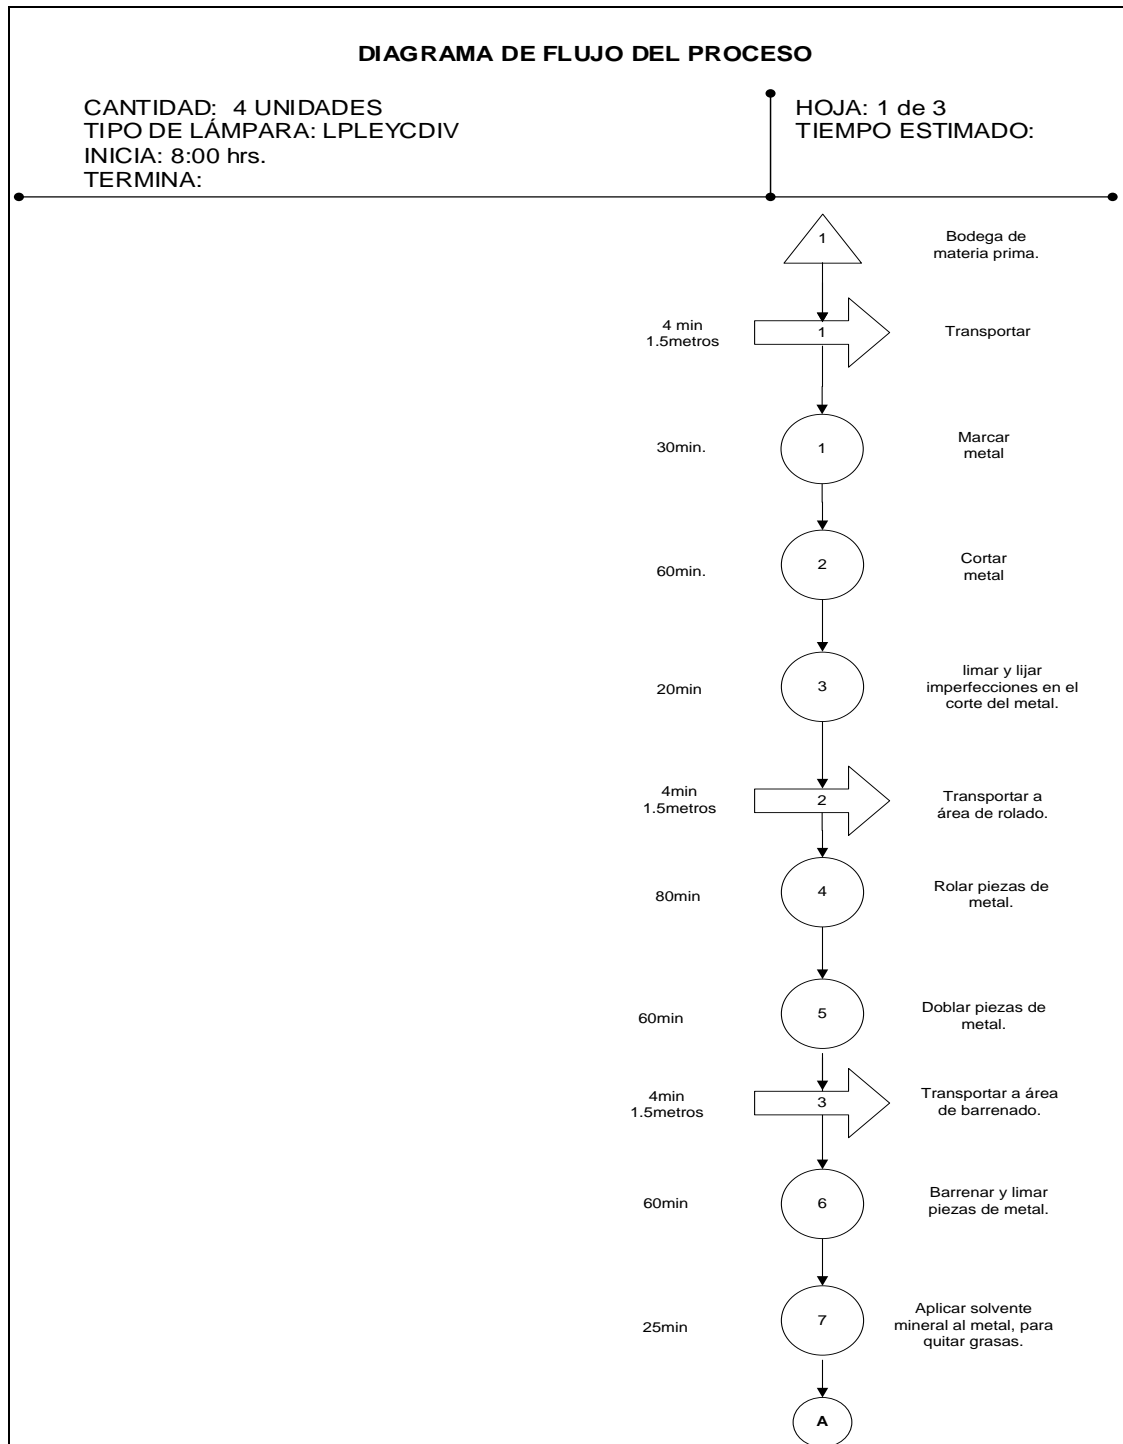 DIAGRAMA DE FLUJO DEL PROCESO
CANTIDAD: 4 UNIDADES
TIPO DE LÁMPARA: LPLEYCDIV
INICIA: 8:00 hrs.
TERMINA:
HOJA: 1 de 3
TIEMPO ESTIMADO:
1
Bodega de
materia prima.
4 min
1.5metros
1
Transportar
30min.
1
Marcar
metal
60min.
2
Cortar
metal
20min
3
limar y lijar
imperfecciones en el
corte del metal.
4min
1.5metros
2
Transportar a
área de rolado.
80min
4
Rolar piezas de
metal.
60min
5
Doblar piezas de
metal.
4min
1.5metros
3
Transportar a área
de barrenado.
60min
6
Barrenar y limar
piezas de metal.
25min
7
Aplicar solvente
mineral al metal, para
quitar grasas.
A